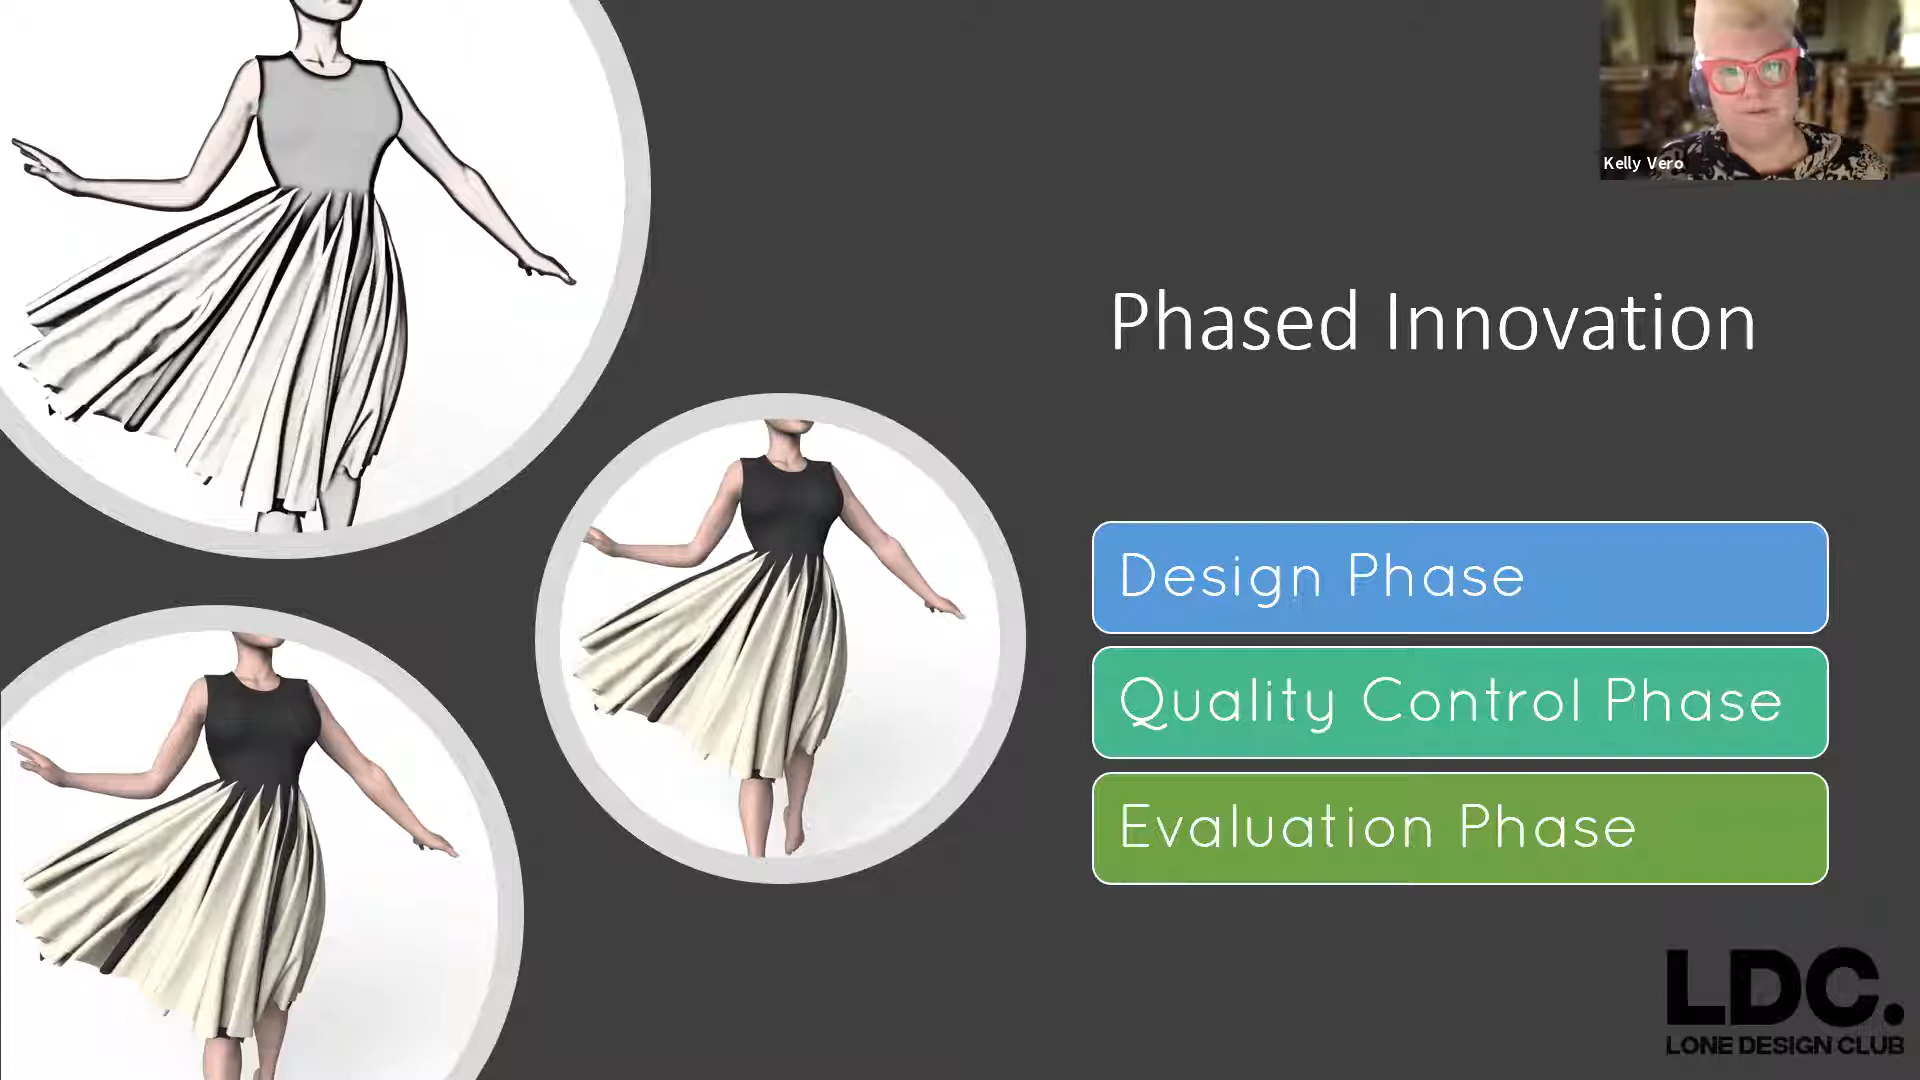 Kelly Vero
Phased Innovation
Design Phase
Quality Control Phase
Evaluation Phase
LDC.
LONE DESIGN CLUB